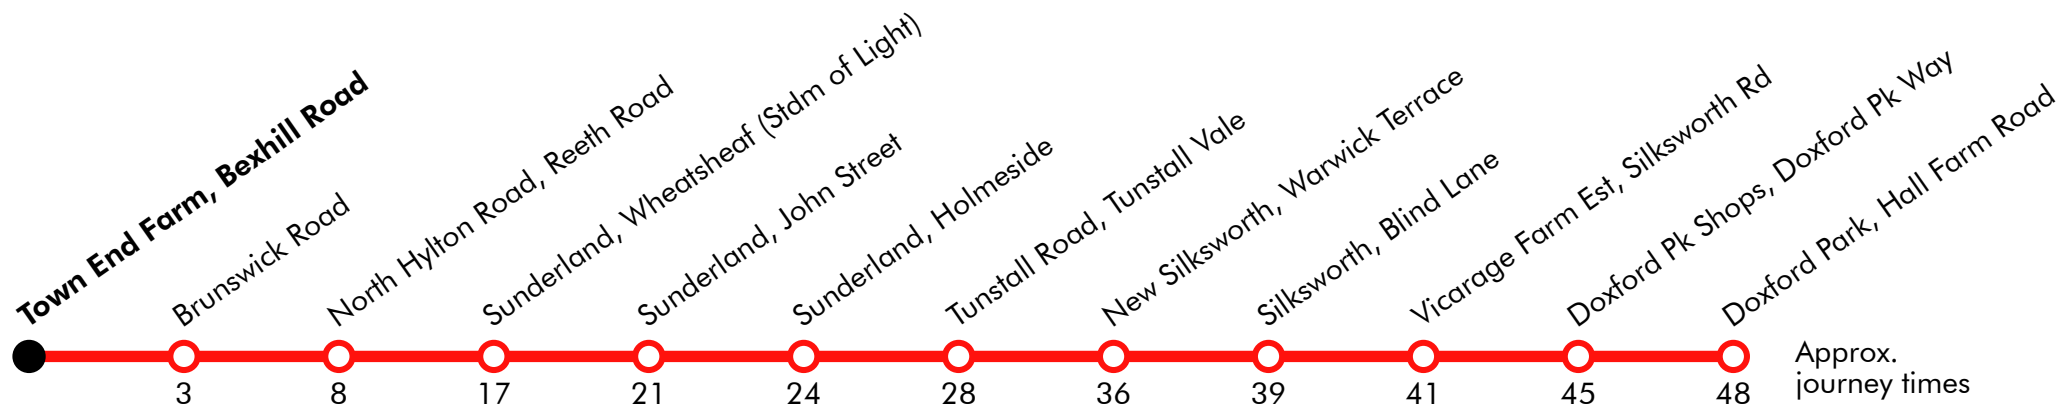 Town End Farm, Bexhill Road
Brunswick Road
North Hylton Road, Reeth Road
Sunderland, Wheatsheaf (Stdm of Light)
Sunderland, John Street
Sunderland, Holmeside
Tunstall Road, Tunstall Vale
New Silksworth, Warwick Terrace
Silksworth, Blind Lane
Vicarage Farm Est, Silksworth Rd
Doxford Pk Shops, Doxford Pk Way
Doxford Park, Hall Farm Road
3 8 17 21 24 28 36 39 41 45 48
Approx.
journey times